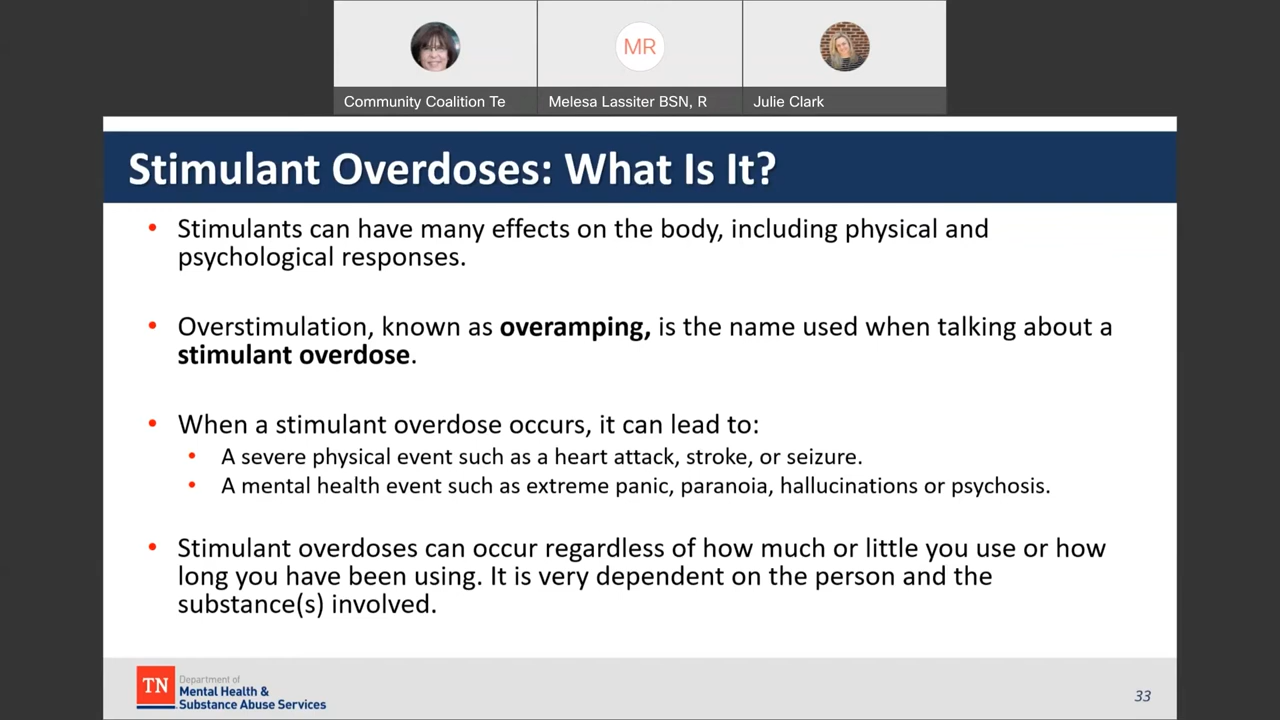 MR
Community Coalition Te
Melesa Lassiter BSN, R
Julie Clark
Stimulant Overdoses: What Is It?
• Stimulants can have many effects on the body, including physical and
psychological responses.
• Overstimulation, known as overamping, is the name used when talking about a
stimulant overdose.
• When a stimulant overdose occurs, it can lead to:
• A severe physical event such as a heart attack, stroke, or seizure.
• A mental health event such as extreme panic, paranoia, hallucinations or psychosis.
• Stimulant overdoses can occur regardless of how much or little you use or how
long you have been using. It is very dependent on the person and the
substance(s) involved.
TN
Department of
Mental Health &
Substance Abuse Services
33